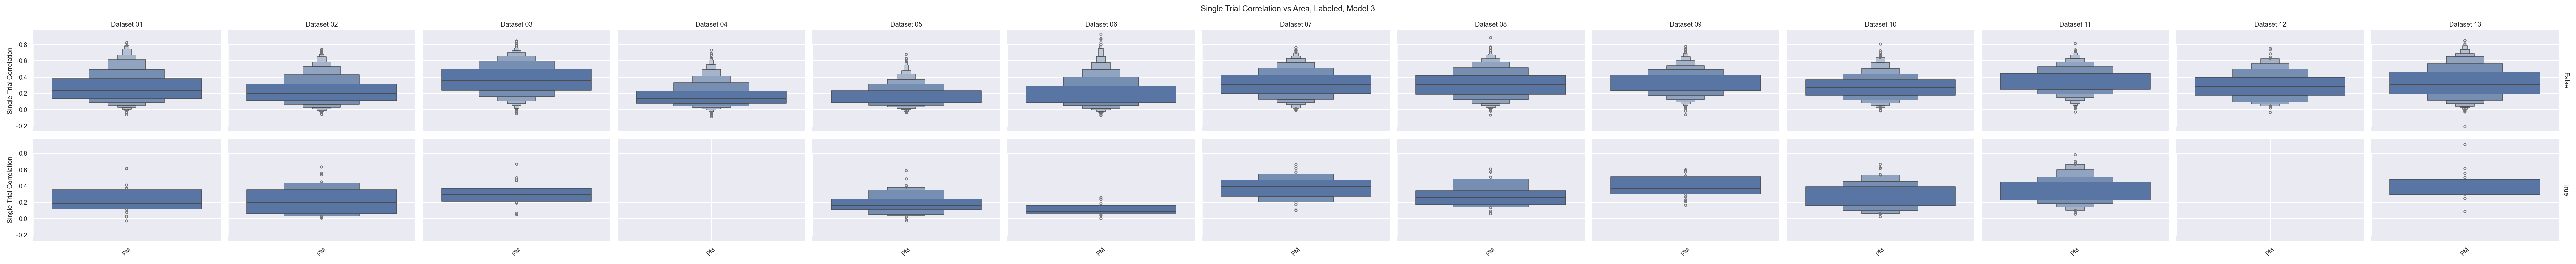 Single Trial Correlation vs Area, Labeled, Model 3
Dataset 01 Dataset 02 Dataset 03 Dataset 04 Dataset 05 Dataset 06 Dataset 07 Dataset 08 Dataset 09 Dataset 10 Dataset 11 Dataset 12 Dataset 13
Single Trial Correlation
0.8
0.6
0.4
0.2
0.0
−0.2
False
Single Trial Correlation
0.8
0.6
0.4
0.2
0.0
−0.2
True
PM PM PM PM PM PM PM PM PM PM PM PM PM